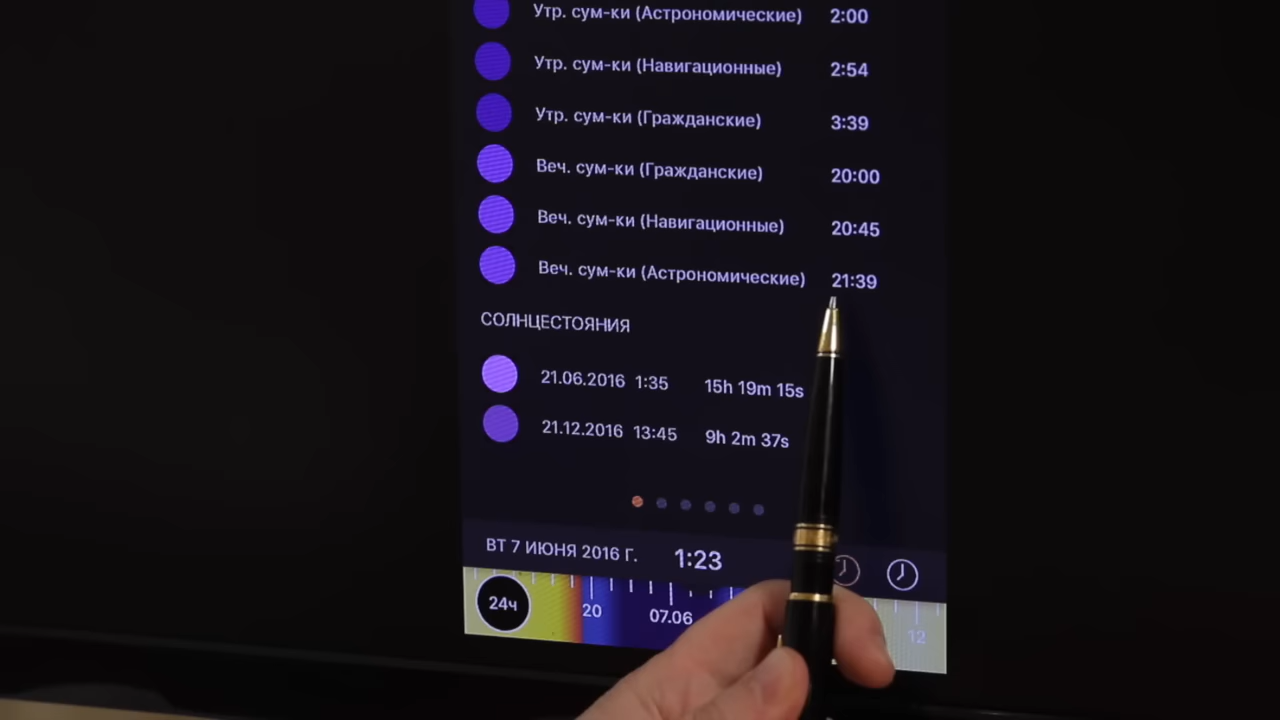 Утр. сум-ки (Астрономические) 2:00
Утр. сум-ки (Навигационные) 2:54
Утр. сум-ки (Гражданские) 3:39
Веч. сум-ки (Гражданские) 20:00
Веч. сум-ки (Навигационные) 20:45
Веч. сум-ки (Астрономические) 21:39
СОЛНЦЕСТОЯНИЯ
21.06.2016 1:35 15h 19m 15s
21.12.2016 13:45 9h 2m 37s
ВТ 7 ИЮНЯ 2016 Г. 1:23
24ч 20 07.06 12